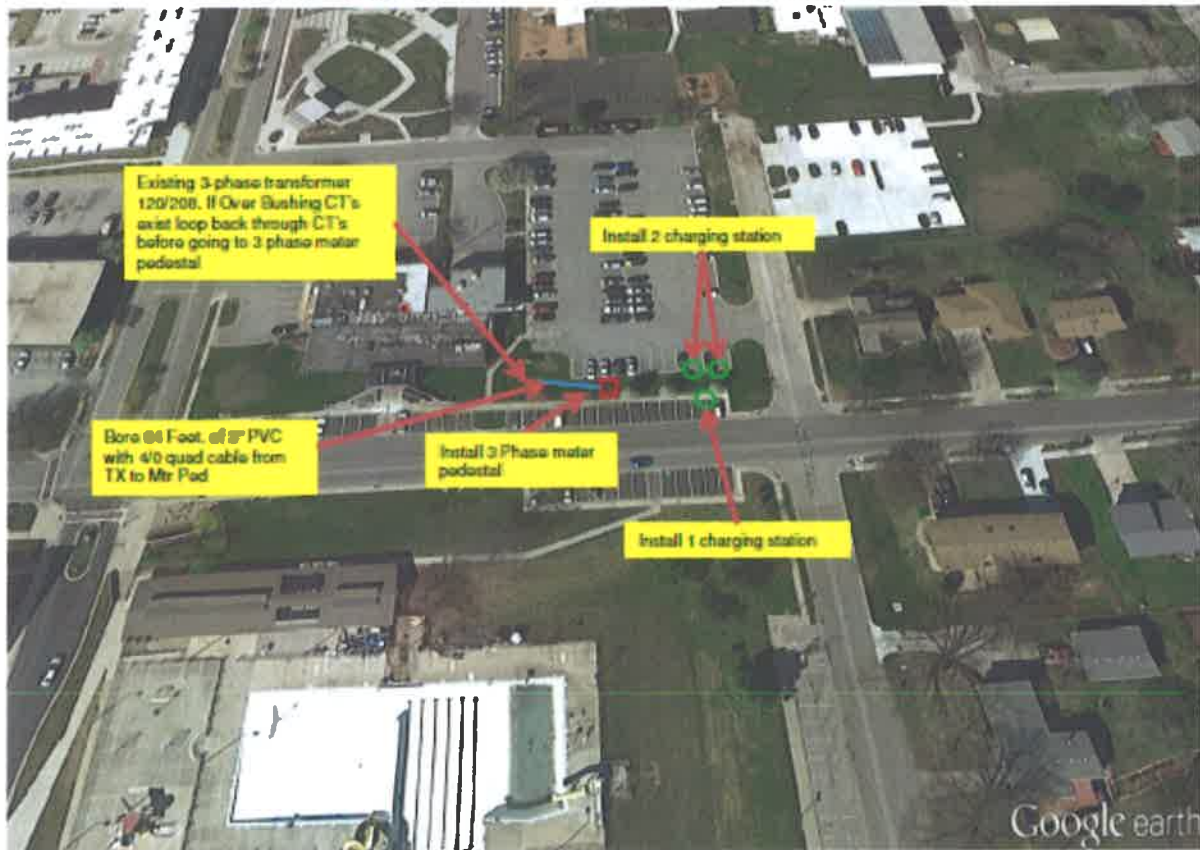 Existing 3-phase transformer
120/208. If Over Bushing CT's
exist loop back through CT's
before going to 3 phase meter
pedestal
Install 2 charging station
Bore Feet, of PVC
with 4/0 quad cable from
TX to Mtr Ped
Install 3 Phase meter
pedestal
Install 1 charging station
Google earth